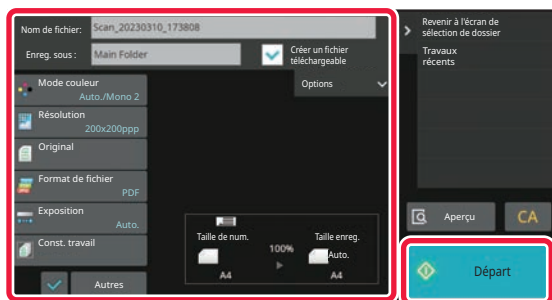 Nom de fichier:
Scan_20230310_173808
Enreg. sous :
Main Folder
Créer un fichier
téléchargeable
Mode couleur
Auto./Mono 2
Options
Résolution
200x200ppp
Original
Format de fichier
PDF
Exposition
Auto.
Const. travail
Autres
Taille de num.
100%
Taille enreg.
Auto.
A4
A4
Revenir à l'écran de
sélection de dossier
Travaux
récents
Aperçu
CA
Départ